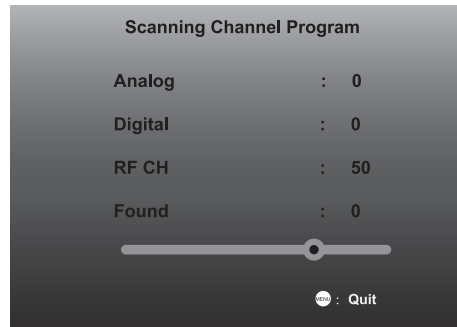 Scanning Channel Program
Analog : 0
Digital : 0
RF CH : 50
Found : 0
MENU : Quit